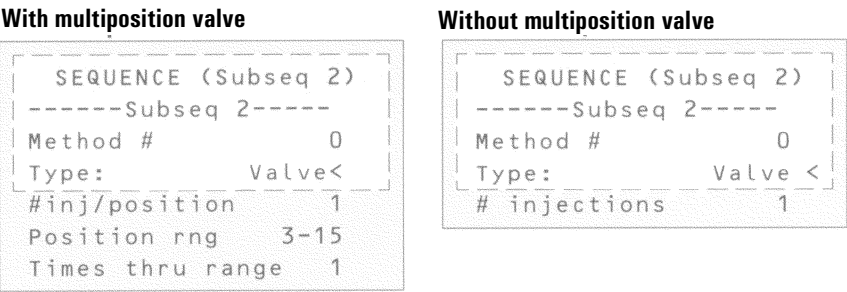 With multiposition valve
SEQUENCE (Subseq 2)
------Subseq 2-----
Method # 0
Type: Valve<
#inj/position 1
Position rng 3-15
Times thru range 1
Without multiposition valve
SEQUENCE (Subseq 2)
------Subseq 2-----
Method # 0
Type: Valve <
# injections 1